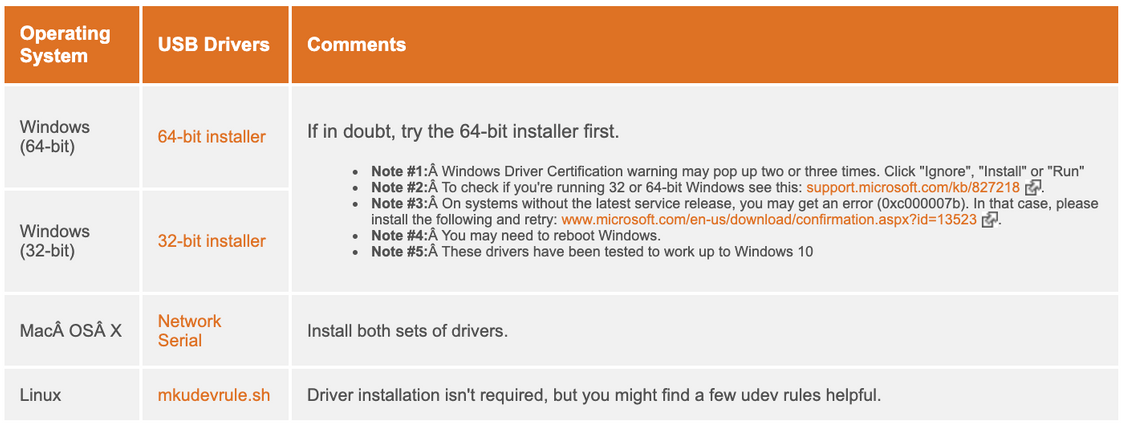 Operating
System
USB Drivers
Comments
Windows
(64-bit)
64-bit installer
If in doubt, try the 64-bit installer first.
• Note #1:Â Windows Driver Certification warning may pop up two or three times. Click "Ignore", "Install" or "Run"
• Note #2:Â To check if you're running 32 or 64-bit Windows see this: support.microsoft.com/kb/827218.
• Note #3:Â On systems without the latest service release, you may get an error (0xc000007b). In that case, please
install the following and retry: www.microsoft.com/en-us/download/confirmation.aspx?id=13523.
• Note #4:Â You may need to reboot Windows.
• Note #5:Â These drivers have been tested to work up to Windows 10
Windows
(32-bit)
32-bit installer
MacÂ OSÂ X
Network
Serial
Install both sets of drivers.
Linux
mkudevrule.sh
Driver installation isn't required, but you might find a few udev rules helpful.